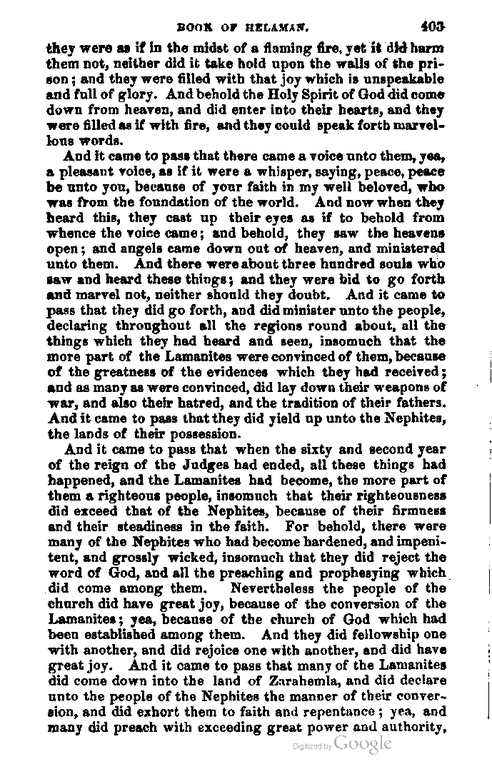 BOOK OF HELAMAN. 403
they were as if in the midst of a flaming fire, yet it did harm
them not, neither did it take hold upon the walls of the pri-
son; and they were filled with that joy which is unspeakable
and full of glory. And behold the Holy Spirit of God did come
down from heaven, and did enter into their hearts, and they
were filled as if with fire, and they could speak forth marvel-
lous words.
And it came to pass that there came a voice unto them, yea,
a pleasant voice, as if it were a whisper, saying, peace, peace
be unto you, because of your faith in my well beloved, who
was from the foundation of the world. And now when they
heard this, they cast up their eyes as if to behold from
whence the voice came; and behold, they saw the heavens
open; and angels came down out of heaven, and ministered
unto them. And there were about three hundred souls who
saw and heard these things; and they were bid to go forth
and marvel not, neither should they doubt. And it came to
pass that they did go forth, and did minister unto the people,
declaring throughout all the regions round about, all the
things which they had heard and seen, insomuch that the
more part of the Lamanites were convinced of them, because
of the greatness of the evidences which they had received;
and as many as were convinced, did lay down their weapons of
war, and also their hatred, and the tradition of their fathers.
And it came to pass that they did yield up unto the Nephites,
the lands of their possession.
And it came to pass that when the sixty and second year
of the reign of the Judges had ended, all these things had
happened, and the Lamanites had become, the more part of
them a righteous people, insomuch that their righteousness
did exceed that of the Nephites, because of their firmness
and their steadiness in the faith. For behold, there were
many of the Nephites who had become hardened, and impeni-
tent, and grossly wicked, insomuch that they did reject the
word of God, and all the preaching and prophesying which
did come among them. Nevertheless the people of the
church did have great joy, because of the conversion of the
Lamanites; yea, because of the church of God which had
been established among them. And they did fellowship one
with another, and did rejoice one with another, and did have
great joy. And it came to pass that many of the Lamanites
did come down into the land of Zarahemla, and did declare
unto the people of the Nephites the manner of their conver-
sion, and did exhort them to faith and repentance; yea, and
many did preach with exceeding great power and authority,
Digitized by Google